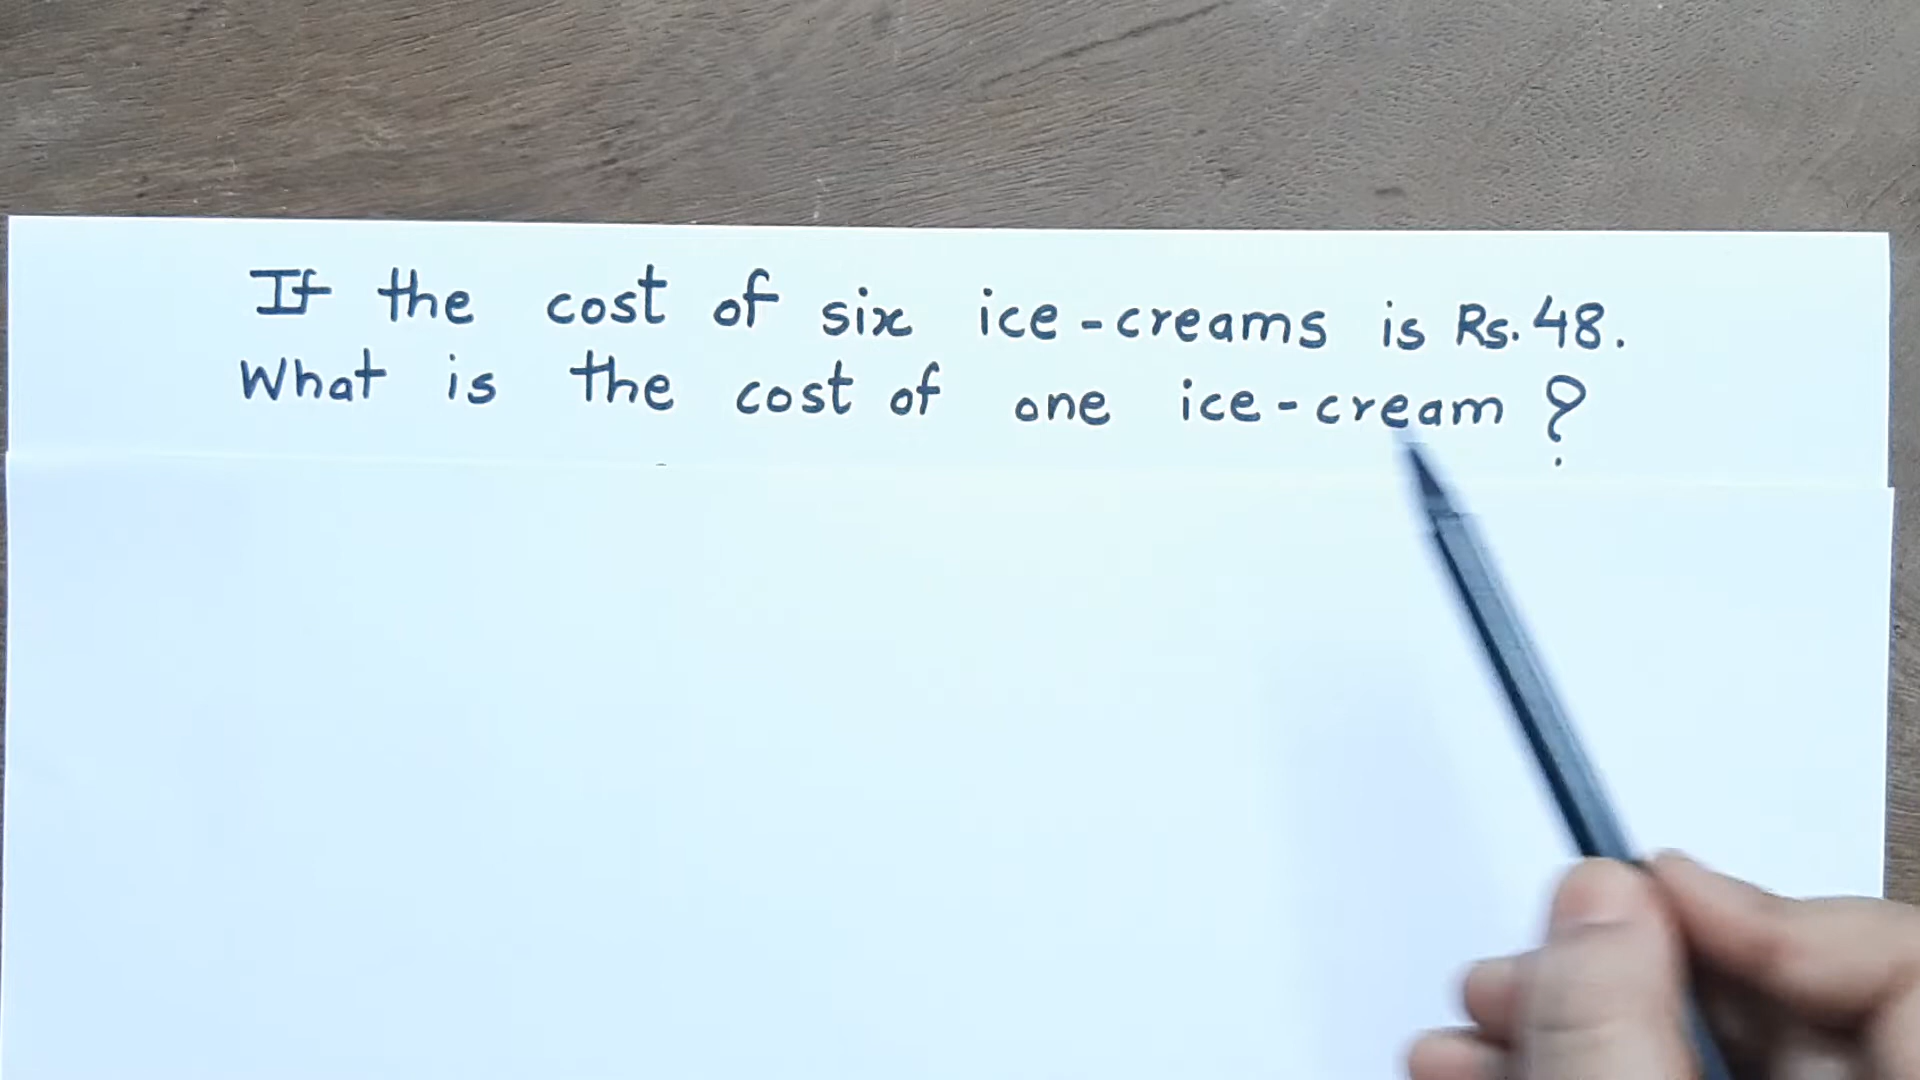 If the cost of six ice-creams is Rs. 48.
What is the cost of one ice-cream ?